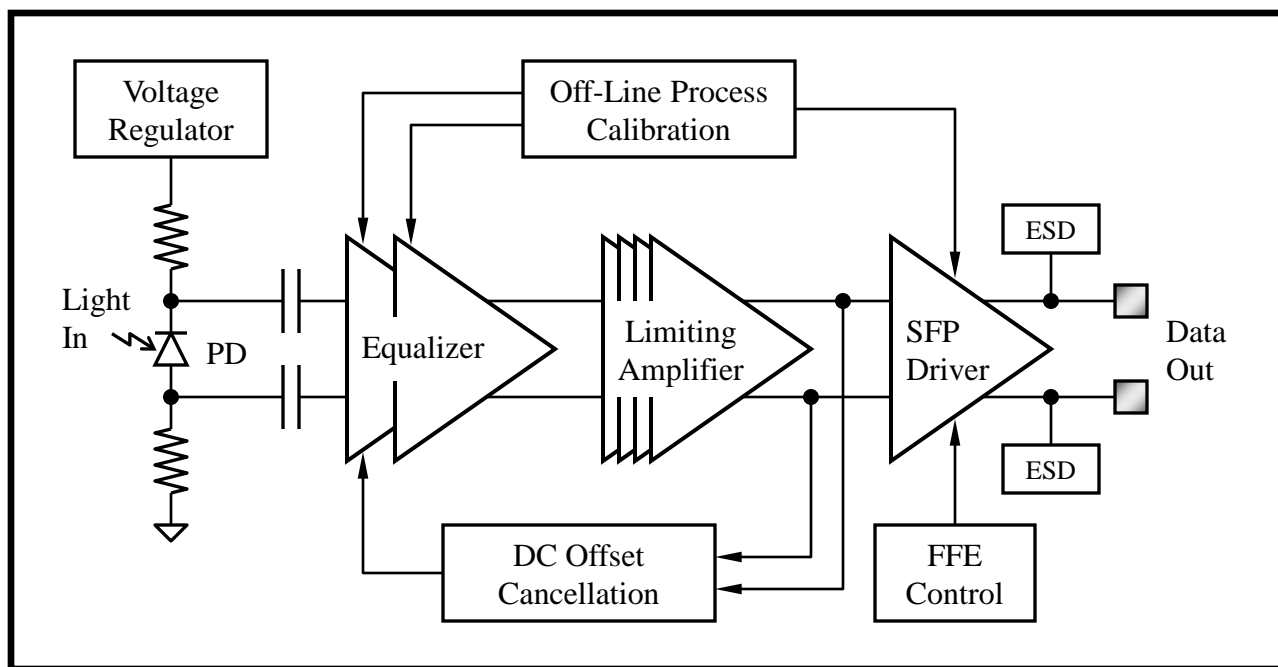 Voltage
Regulator
Off-Line Process
Calibration
ESD
Light
In
PD
Equalizer
Limiting
Amplifier
SFP
Driver
Data
Out
ESD
DC Offset
Cancellation
FFE
Control